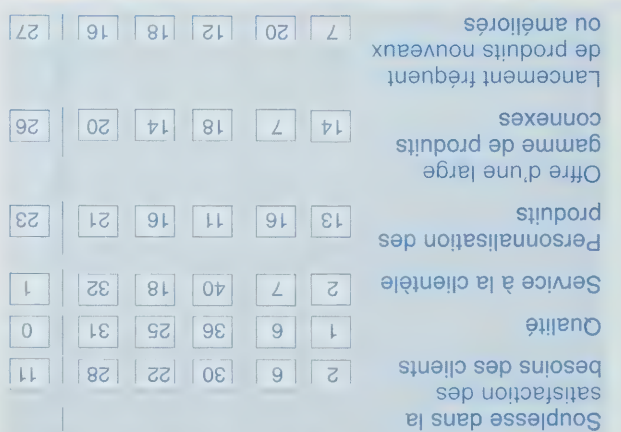 Souplesse dans la
satisfaction des
besoins des clients 2 6 30 22 28 11
Qualité 1 6 36 25 31 0
Service à la clientèle 2 7 40 18 32 1
Personnalisation des
produits 13 16 11 16 21 23
Offre d'une large
gamme de produits
connexes 14 7 18 14 20 26
Lancement fréquent
de produits nouveaux
ou améliorés 7 20 12 18 16 27